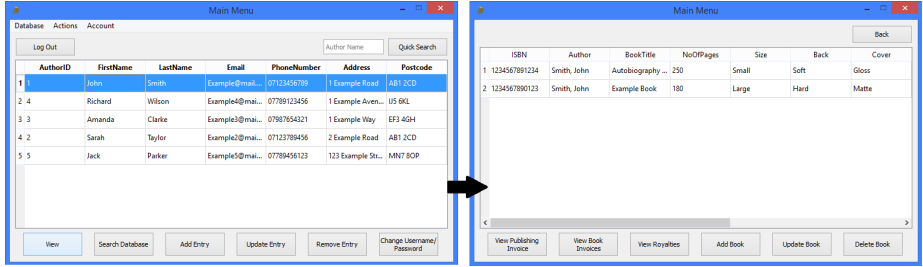 Main Menu
Database Actions Account
Log Out Author Name Quick Search
AuthorID FirstName LastName Email PhoneNumber Address Postcode
1 1 John Smith Example@mail... 07123456789 1 Example Road AB1 2CD
2 4 Richard Wilson Example4@mai... 07789123456 1 Example Aven... IJ5 6KL
3 3 Amanda Clarke Example3@mai... 07987654321 1 Example Way EF3 4GH
4 2 Sarah Taylor Example2@mai... 07123789456 2 Example Road AB1 2CD
5 5 Jack Parker Example5@mai... 07789456123 123 Example Str... MN7 8OP
View Search Database Add Entry Update Entry Remove Entry Change Username/
Password
Main Menu
Back
ISBN Author BookTitle NoOfPages Size Back Cover
1 1234567891234 Smith, John Autobiography ... 250 Small Soft Gloss
2 1234567890123 Smith, John Example Book 180 Large Hard Matte
View Publishing
Invoice
View Book
Invoices
View Royalties Add Book Update Book Delete Book